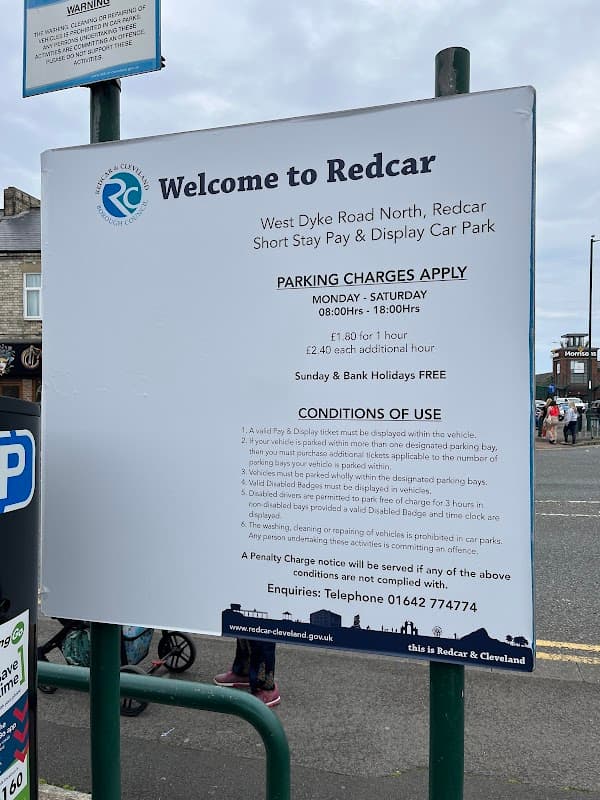 WARNING
THE WASHING, CLEANING OR REPAIRING OF
VEHICLES IS PROHIBITED IN CAR PARKS.
ANY PERSONS UNDERTAKING THESE
ACTIVITIES ARE COMMITTING AN OFFENCE.
PLEASE DO NOT SUPPORT THESE
ACTIVITIES.
www.redcar-cleveland.gov.uk
REDCAR & CLEVELAND
RC
BOROUGH COUNCIL
Welcome to Redcar
West Dyke Road North, Redcar
Short Stay Pay & Display Car Park
PARKING CHARGES APPLY
MONDAY - SATURDAY
08:00Hrs - 18:00Hrs
£1.80 for 1 hour
£2.40 each additional hour
Sunday & Bank Holidays FREE
CONDITIONS OF USE
1. A valid Pay & Display ticket must be displayed within the vehicle.
2. If your vehicle is parked within more than one designated parking bay,
then you must purchase additional tickets applicable to the number of
parking bays your vehicle is parked within.
3. Vehicles must be parked wholly within the designated parking bays.
4. Valid Disabled Badges must be displayed in vehicles.
5. Disabled drivers are permitted to park free of charge for 3 hours in
non-disabled bays provided a valid Disabled Badge and time clock are
displayed.
6. The washing, cleaning or repairing of vehicles is prohibited in car parks.
Any person undertaking these activities is committing an offence.
A Penalty Charge notice will be served if any of the above
conditions are not complied with.
Enquiries: Telephone 01642 774774
www.redcar-cleveland.gov.uk
this is Redcar & Cleveland
Morrisons
P
Go
ave
ime
app
160